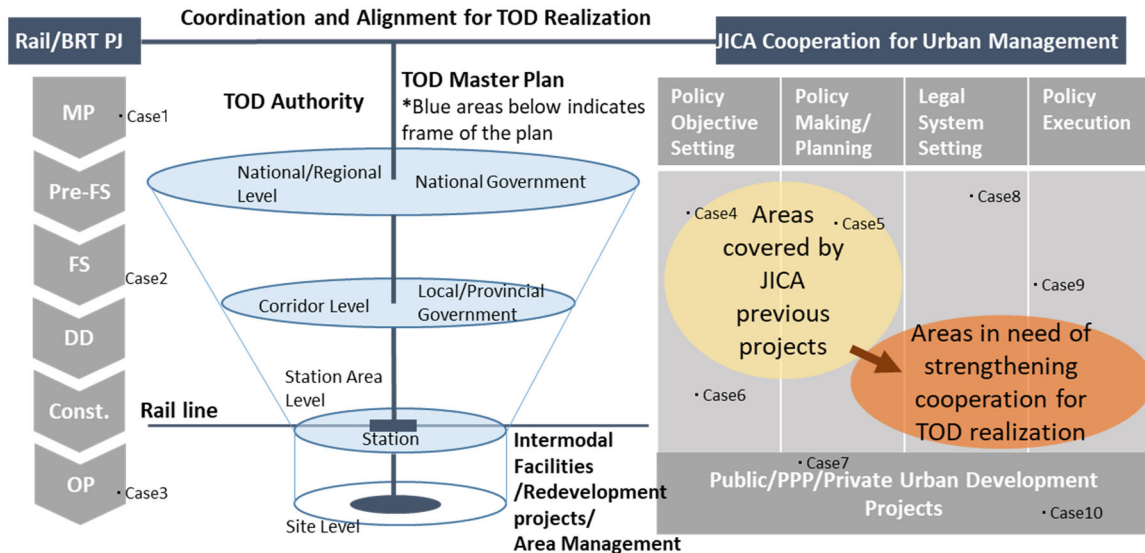 Coordination and Alignment for TOD Realization
Rail/BRT PJ
JICA Cooperation for Urban Management
MP
Case1
Pre-FS
FS
Case2
DD
Const.
OP
Case3
TOD Authority
TOD Master Plan
*Blue areas below indicates
frame of the plan
National/Regional
Level
National Government
Corridor Level
Local/Provincial
Government
Station Area
Level
Rail line
Station
Site Level
Intermodal
Facilities
/Redevelopment
projects/
Area Management
Policy
Objective
Setting
Policy
Making/
Planning
Legal
System
Setting
Policy
Execution
Case4
Case5
Case8
Areas
covered by
JICA
previous
projects
Case9
Areas in need of
strengthening
cooperation for
TOD realization
Case6
Case7
Public/PPP/Private Urban Development
Projects
Case10